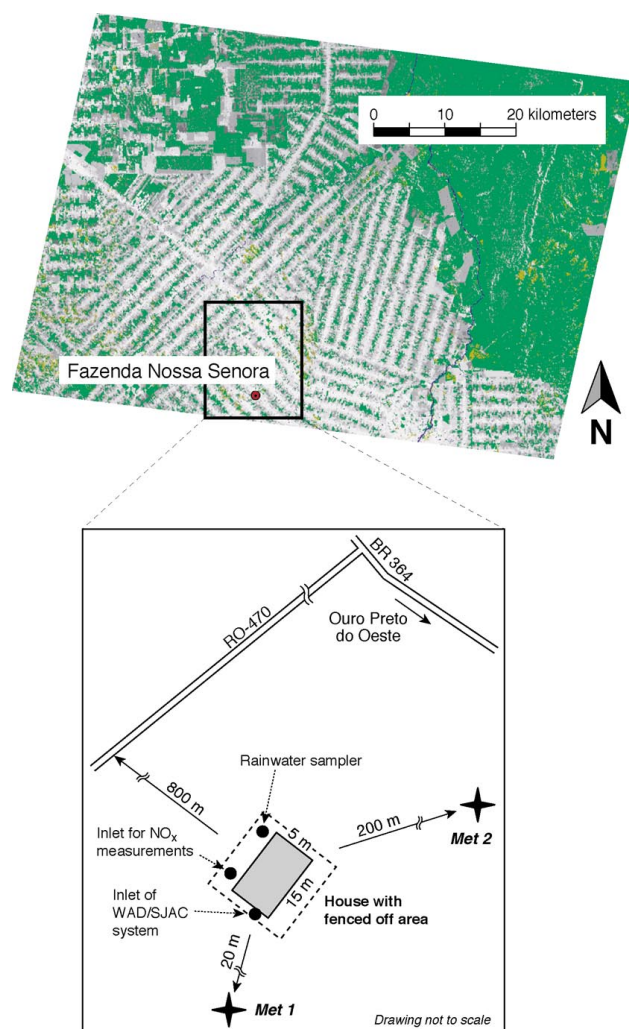 0 10 20 kilometers
Fazenda Nossa Senora
N
BR 364
RO-470
Ouro Preto
do Oeste
Rainwater sampler
800 m
5 m
200 m
Met 2
Inlet for NOx
measurements
15 m
Inlet of
WAD/SJAC
system
House with
fenced off area
20 m
Met 1
Drawing not to scale